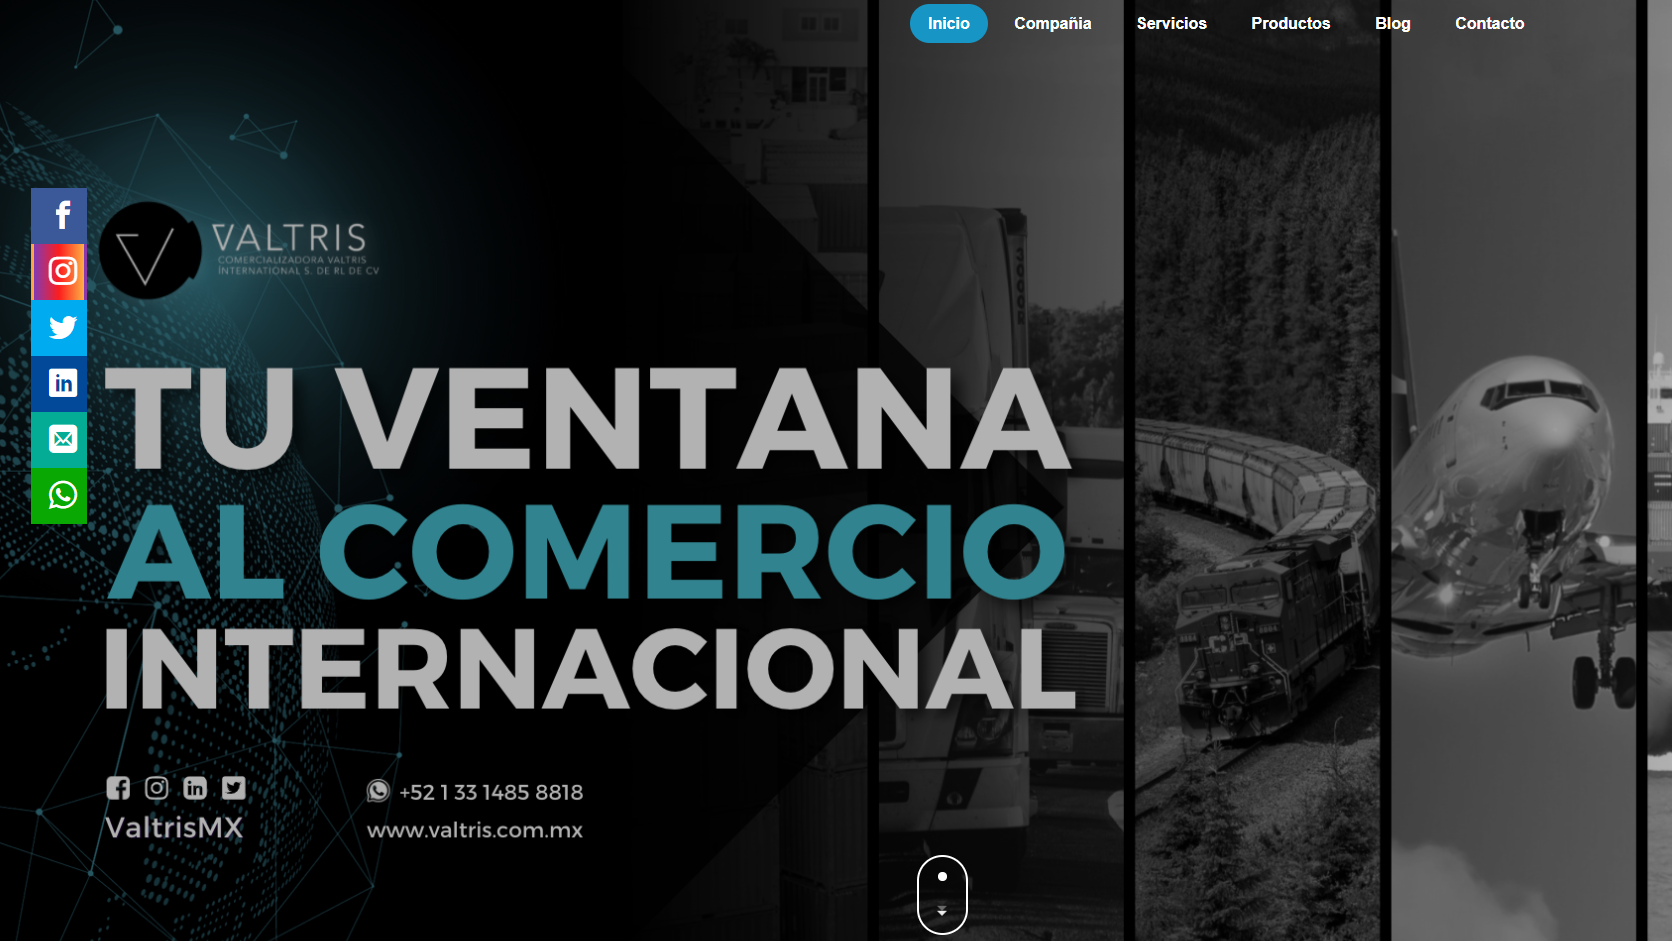 Inicio Compañia Servicios Productos Blog Contacto
VALTRIS
COMERCIALIZADORA VALTRIS
INTERNATIONAL S. DE RL DE CV
TU VENTANA
AL COMERCIO
INTERNACIONAL
+52 1 33 1485 8818
ValtrisMX
www.valtris.com.mx